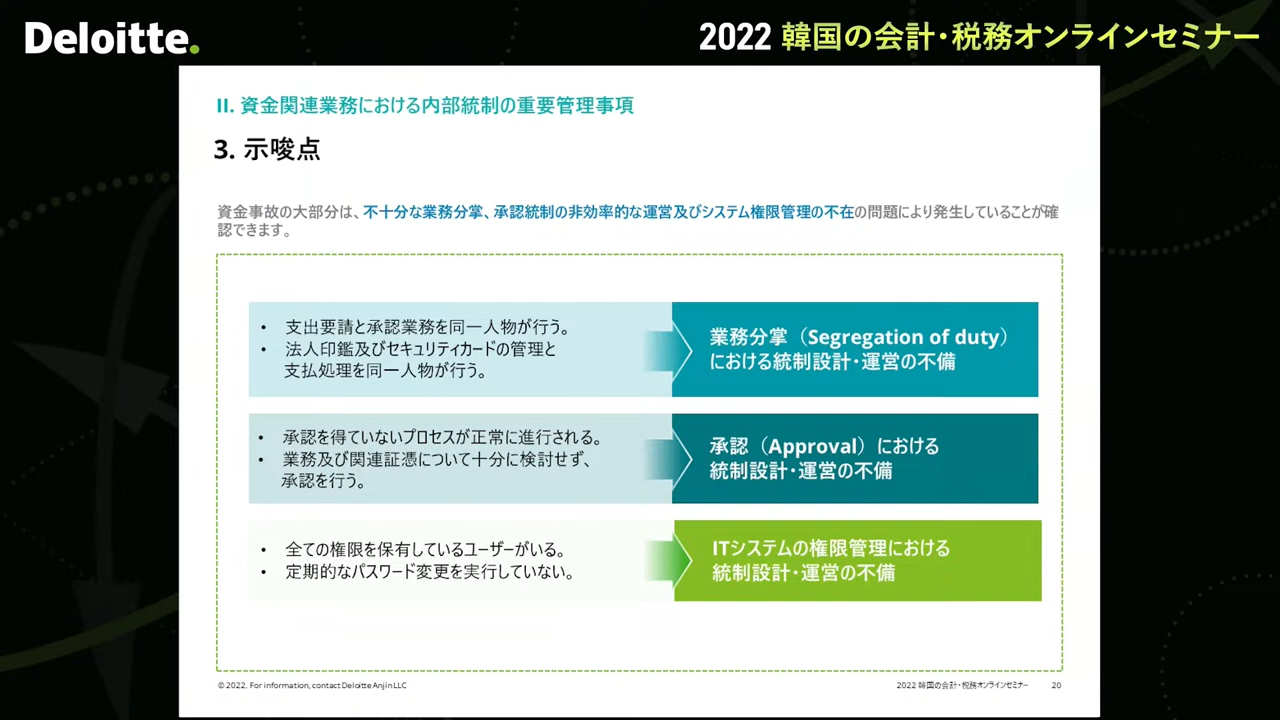 Deloitte.
2022 韓国の会計・税務オンラインセミナー
II. 資金関連業務における内部統制の重要管理事項
3. 示唆点
資金事故の大部分は、不十分な業務分掌、承認統制の非効率的な運営及びシステム権限管理の不在の問題により発生していることが確
認できます。
• 支出要請と承認業務を同一人物が行う。
• 法人印鑑及びセキュリティカードの管理と
支払処理を同一人物が行う。
業務分掌（Segregation of duty）
における統制設計・運営の不備
• 承認を得ていないプロセスが正常に進行される。
• 業務及び関連証憑について十分に検討せず、
承認を行う。
承認（Approval）における
統制設計・運営の不備
• 全ての権限を保有しているユーザーがいる。
• 定期的なパスワード変更を実行していない。
ITシステムの権限管理における
統制設計・運営の不備
© 2022. For information, contact Deloitte Anjin LLC
2022 韓国の会計・税務オンラインセミナー 20